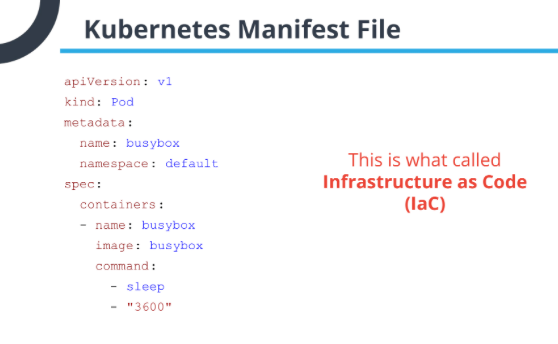 Kubernetes Manifest File
apiVersion: v1
kind: Pod
metadata:
  name: busybox
  namespace: default
spec:
  containers:
  - name: busybox
    image: busybox
    command:
      - sleep
      - "3600"
This is what called
Infrastructure as Code
(IaC)